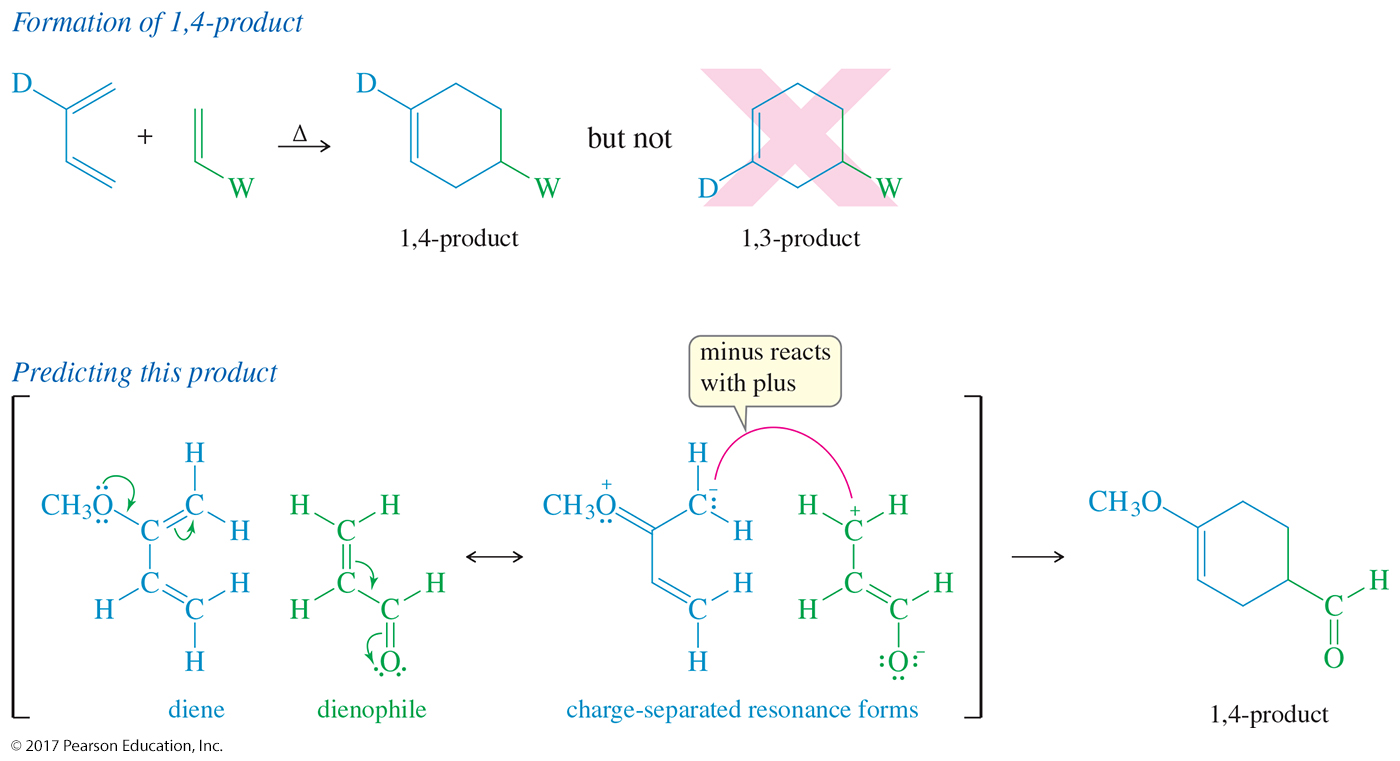 Formation of 1,4-product
D
+
W
Δ
D
W
1,4-product
but not
D
W
1,3-product
Predicting this product
minus reacts
with plus
H
CH3O
C
C
H
C
H
H
C
H
H
H
C
C
H
H
C
O
H
+
CH3O
C
−
H
H
C
H
H
+
H
C
C
H
H
C
O
−
CH3O
C
H
O
diene
dienophile
charge-separated resonance forms
1,4-product
© 2017 Pearson Education, Inc.